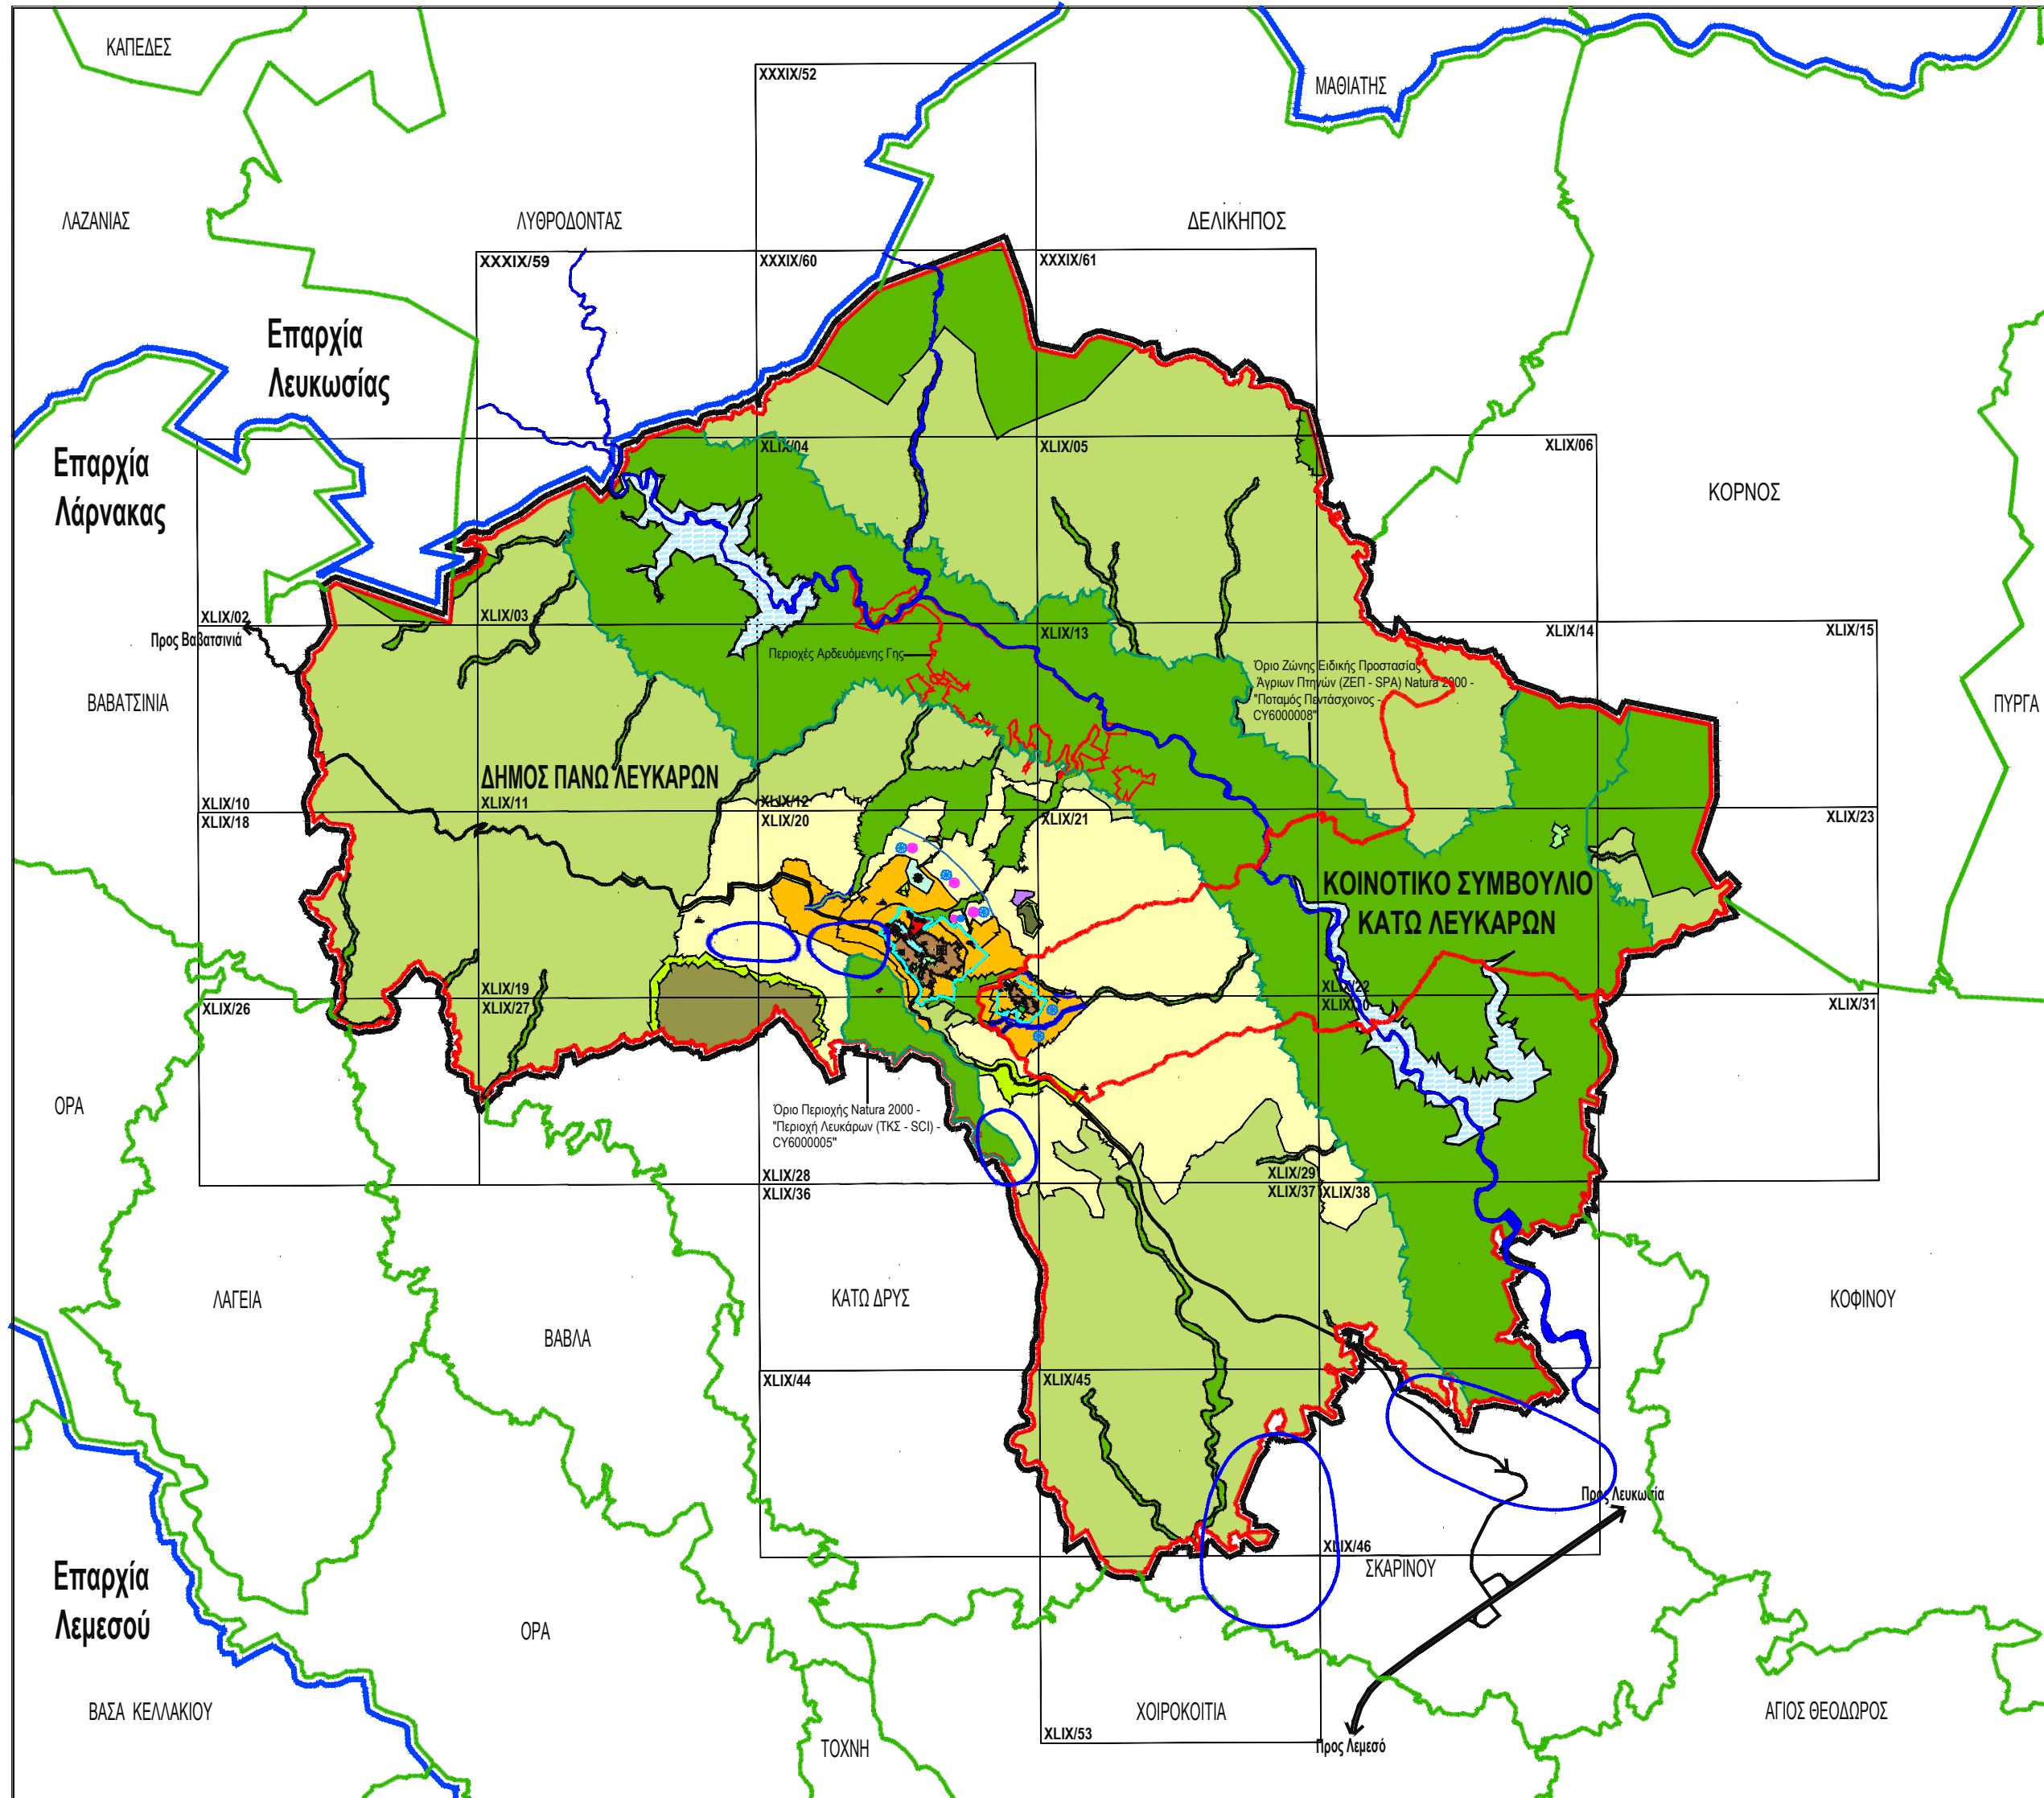 ΚΑΠΕΔΕΣ
XXXIX/52
ΜΑΘΙΑΤΗΣ
ΛΑΖΑΝΙΑΣ
ΛΥΘΡΟΔΟΝΤΑΣ
ΔΕΛΙΚΗΠΟΣ
XXXIX/59
XXXIX/60
XXXIX/61
Επαρχία
Λευκωσίας
Επαρχία
Λάρνακας
XLIX/04
XLIX/05
XLIX/06
ΚΟΡΝΟΣ
XLIX/02
XLIX/03
XLIX/13
XLIX/14
XLIX/15
Προς Βαβατσινιά
Περιοχές Αρδευόμενης Γης
Όριο Ζώνης Ειδικής Προστασίας
Άγριων Πτηνών (ΖΕΠ - SPA) Natura 2000 -
"Ποταμός Πεντάσχοινος -
CY6000008"
ΒΑΒΑΤΣΙΝΙΑ
ΠΥΡΓΑ
ΔΗΜΟΣ ΠΑΝΩ ΛΕΥΚΑΡΩΝ
XLIX/10
XLIX/11
XLIX/12
XLIX/18
XLIX/20
XLIX/21
XLIX/23
ΚΟΙΝΟΤΙΚΟ ΣΥΜΒΟΥΛΙΟ
ΚΑΤΩ ΛΕΥΚΑΡΩΝ
XLIX/19
XLIX/22
XLIX/26
XLIX/27
XLIX/31
ΟΡΑ
Όριο Περιοχής Natura 2000 -
"Περιοχή Λευκάρων (ΤΚΣ - SCI) -
CY6000005"
XLIX/28
XLIX/29
XLIX/36
XLIX/37
XLIX/38
ΛΑΓΕΙΑ
ΚΑΤΩ ΔΡΥΣ
ΚΟΦΙΝΟΥ
ΒΑΒΛΑ
XLIX/44
XLIX/45
Προς Λευκωσία
XLIX/46
ΣΚΑΡΙΝΟΥ
Επαρχία
Λεμεσού
ΟΡΑ
ΒΑΣΑ ΚΕΛΛΑΚΙΟΥ
ΧΟΙΡΟΚΟΙΤΙΑ
ΑΓΙΟΣ ΘΕΟΔΩΡΟΣ
XLIX/53
ΤΟΧΝΗ
Προς Λεμεσό